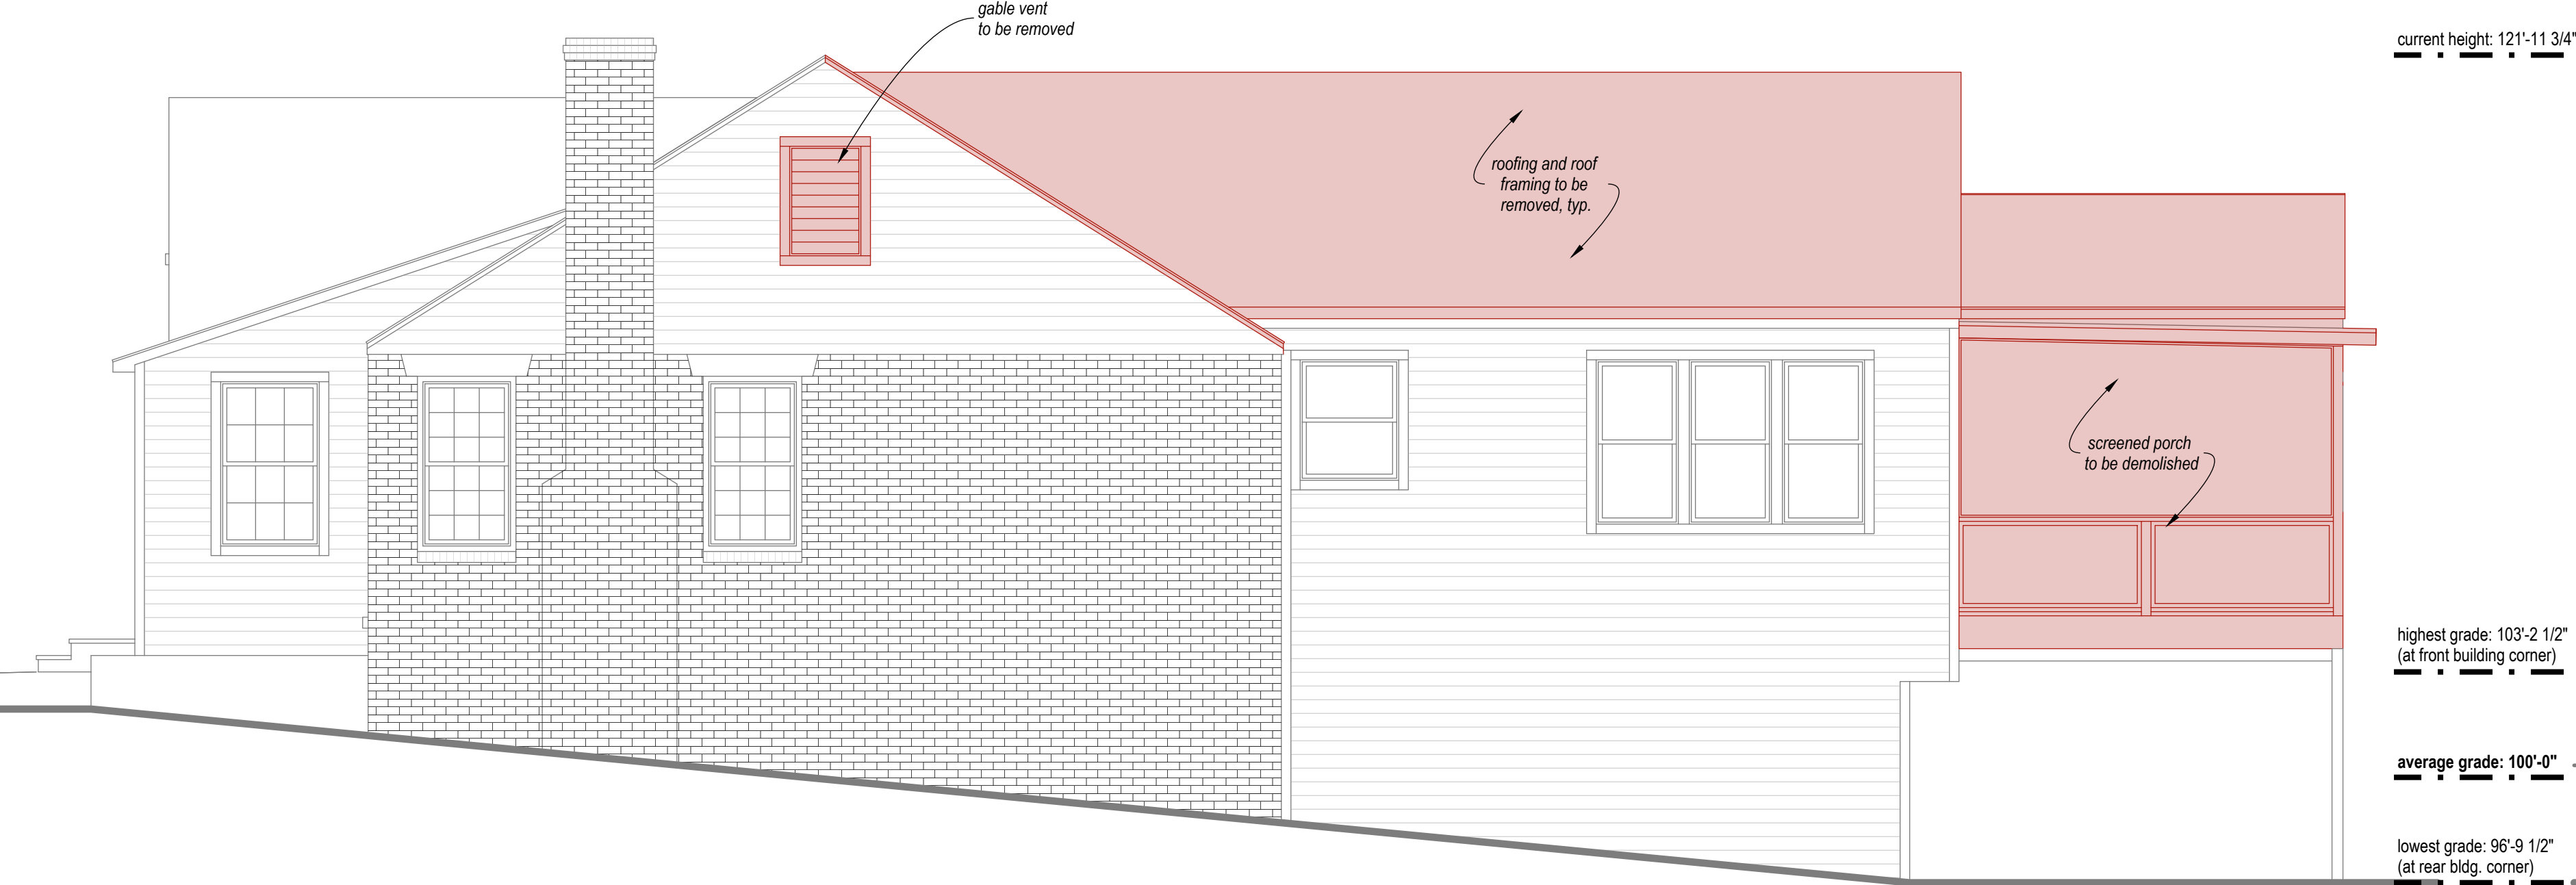 gable vent
to be removed
current height: 121'-11 3/4"
roofing and roof
framing to be
removed, typ.
screened porch
to be demolished
highest grade: 103'-2 1/2"
(at front building corner)
average grade: 100'-0"
lowest grade: 96'-9 1/2"
(at rear bldg. corner)